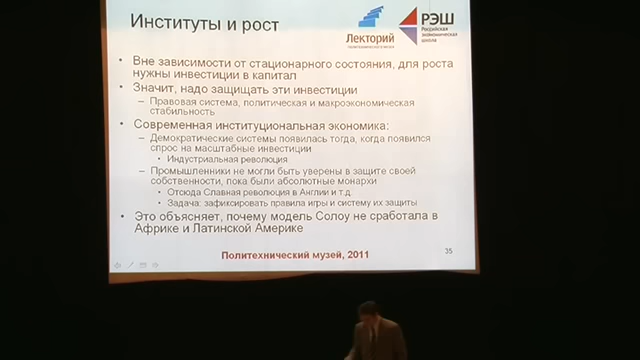 Институты и рост
Лекторий
политехнического музея
РЭШ
Российская
экономическая
школа
• Вне зависимости от стационарного состояния, для роста
нужны инвестиции в капитал
• Значит, надо защищать эти инвестиции
– Правовая система, политическая и макроэкономическая
стабильность
• Современная институциональная экономика:
– Демократические системы появилась тогда, когда появился
спрос на масштабные инвестиции
• Индустриальная революция
– Промышленники не могли быть уверены в защите своей
собственности, пока были абсолютные монархи
• Отсюда Славная революция в Англии и т.д.
• Задача: зафиксировать правила игры и систему их защиты
• Это объясняет, почему модель Солоу не сработала в
Африке и Латинской Америке
Политехнический музей, 2011
35